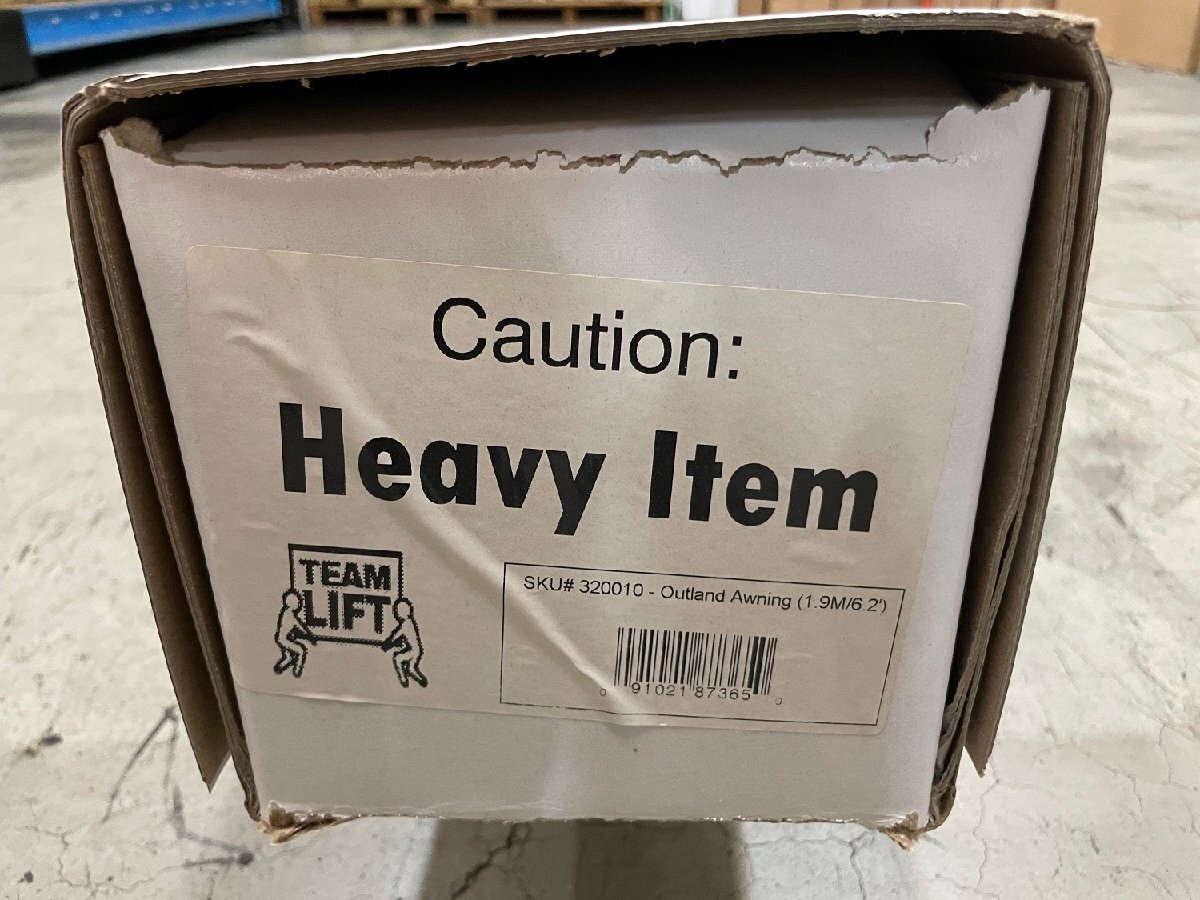 Caution:
Heavy Item
TEAM
LIFT
SKU# 320010 - Outland Awning (1.9M/6.2')
0 91021 87365 0